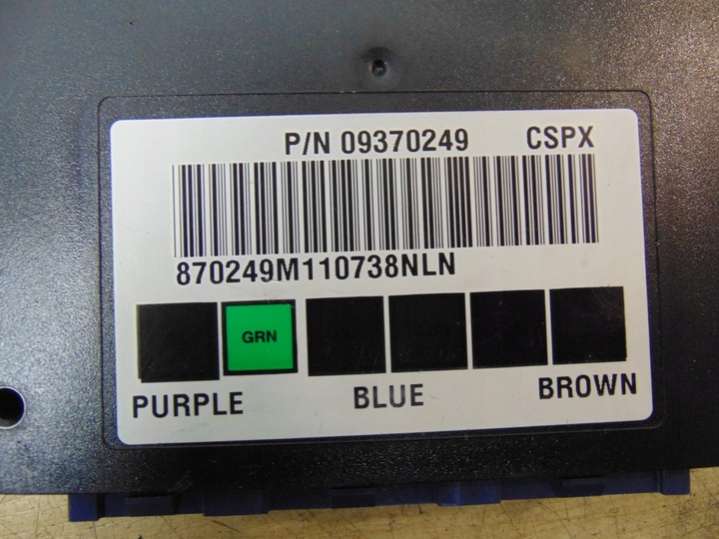 P/N 09370249 CSPX
870249M110738NLN
GRN
PURPLE BLUE BROWN